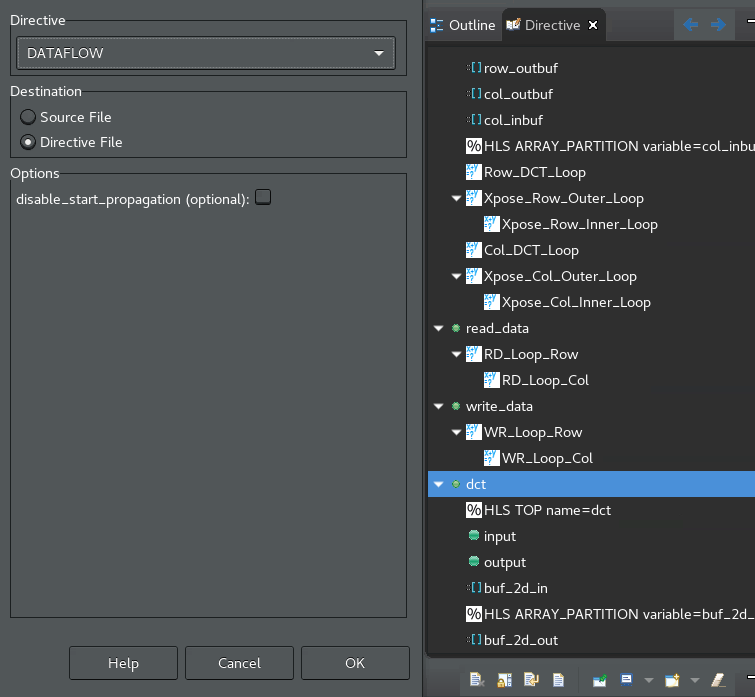 Directive
DATAFLOW
Destination
Source File
Directive File
Options
disable_start_propagation (optional):
Help
Cancel
OK
Outline
Directive
row_outbuf
col_outbuf
col_inbuf
% HLS ARRAY_PARTITION variable=col_inbu
Row_DCT_Loop
Xpose_Row_Outer_Loop
Xpose_Row_Inner_Loop
Col_DCT_Loop
Xpose_Col_Outer_Loop
Xpose_Col_Inner_Loop
read_data
RD_Loop_Row
RD_Loop_Col
write_data
WR_Loop_Row
WR_Loop_Col
dct
% HLS TOP name=dct
input
output
buf_2d_in
% HLS ARRAY_PARTITION variable=buf_2d_
buf_2d_out